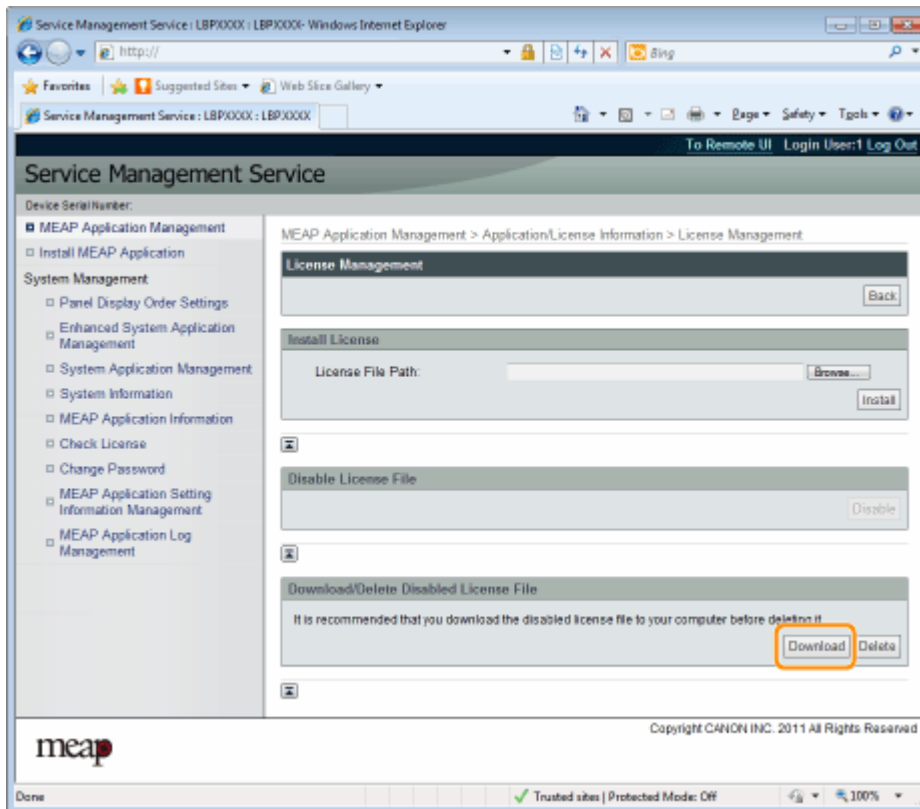 Service Management Service : LBPXXXX : LBPXXXX- Windows Internet Explorer
http://
Bing
Favorites
Suggested Sites
Web Slice Gallery
Service Management Service : LBPXXXX : LBPXXXX
Page
Safety
Tools
To Remote UI Login User:1 Log Out
Service Management Service
Device Serial Number:
MEAP Application Management
Install MEAP Application
System Management
Panel Display Order Settings
Enhanced System Application
Management
System Application Management
System Information
MEAP Application Information
Check License
Change Password
MEAP Application Setting
Information Management
MEAP Application Log
Management
MEAP Application Management > Application/License Information > License Management
License Management
Back
Install License
License File Path:
Browse...
Install
Disable License File
Disable
Download/Delete Disabled License File
It is recommended that you download the disabled license file to your computer before deleting it.
Download
Delete
meap
Copyright CANON INC. 2011 All Rights Reserved
Done
Trusted sites | Protected Mode: Off
100%